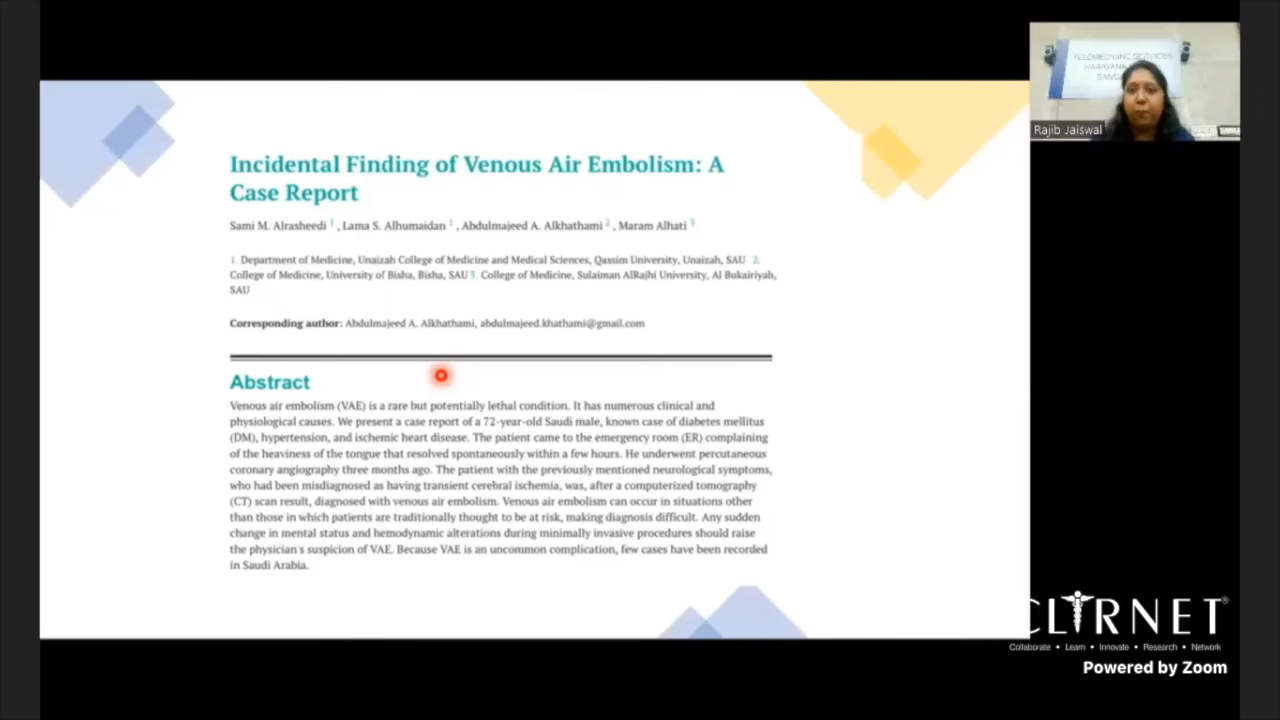 Incidental Finding of Venous Air Embolism: A
Case Report
Sami M. Alrasheedi 1 , Lama S. Alhumaidan 1 , Abdulmajeed A. Alkhathami 2 , Maram Alhati 3
1. Department of Medicine, Unaizah College of Medicine and Medical Sciences, Qassim University, Unaizah, SAU 2.
College of Medicine, University of Bisha, Bisha, SAU 3. College of Medicine, Sulaiman AlRajhi University, Al Bukairiyah,
SAU
Corresponding author: Abdulmajeed A. Alkhathami, abdulmajeed.khathami@gmail.com
Abstract
Venous air embolism (VAE) is a rare but potentially lethal condition. It has numerous clinical and
physiological causes. We present a case report of a 72-year-old Saudi male, known case of diabetes mellitus
(DM), hypertension, and ischemic heart disease. The patient came to the emergency room (ER) complaining
of the heaviness of the tongue that resolved spontaneously within a few hours. He underwent percutaneous
coronary angiography three months ago. The patient with the previously mentioned neurological symptoms,
who had been misdiagnosed as having transient cerebral ischemia, was, after a computerized tomography
(CT) scan result, diagnosed with venous air embolism. Venous air embolism can occur in situations other
than those in which patients are traditionally thought to be at risk, making diagnosis difficult. Any sudden
change in mental status and hemodynamic alterations during minimally invasive procedures should raise
the physician's suspicion of VAE. Because VAE is an uncommon complication, few cases have been recorded
in Saudi Arabia.
TELEMEDICINE SERVICES
NARAYANA
Rajib Jaiswal
CLIRNET®
Collaborate • Learn • Innovate • Research • Network
Powered by Zoom